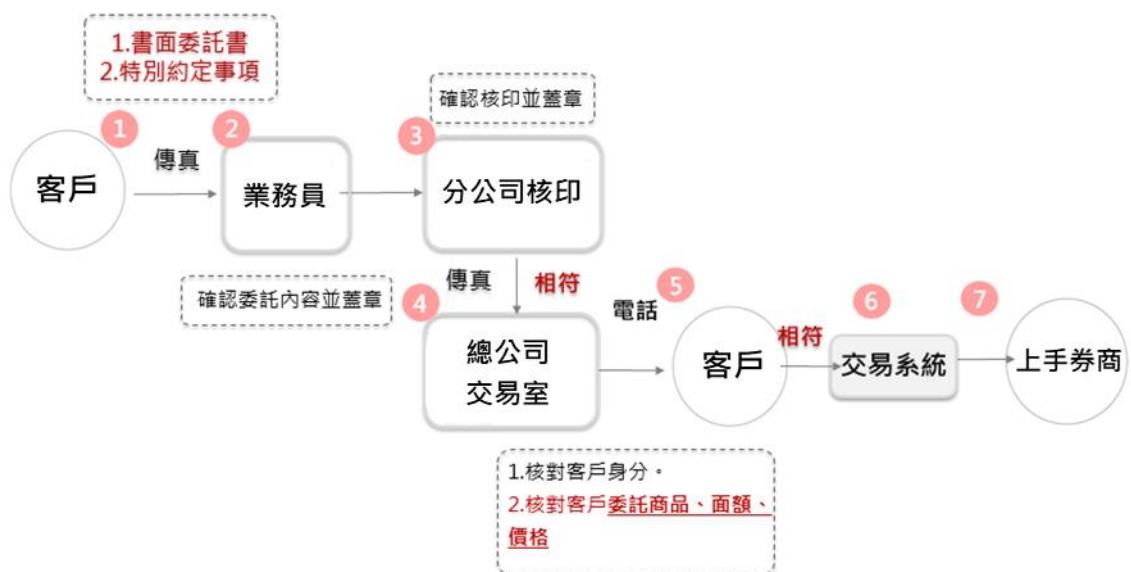 1.書面委託書
2.特別約定事項
確認核印並蓋章
1
2
3
客戶
傳真
業務員
分公司核印
確認委託內容並蓋章
傳真
相符
4
5
6
7
電話
總公司
交易室
客戶
相符
交易系統
上手券商
1.核對客戶身分。
2.核對客戶委託商品、面額、
價格